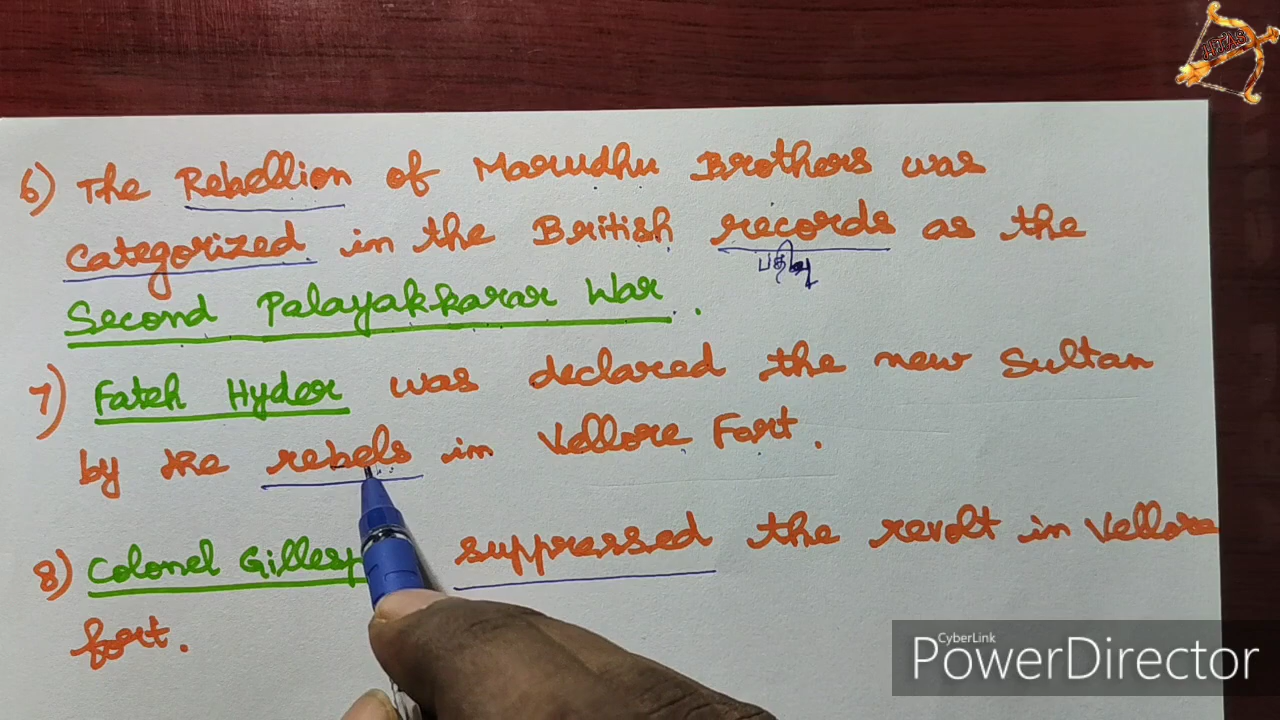 6) The Rebellion of Marudhu Brothers was
Categorized in the British records as the
பதிவு
Second Palayakkarar War.
7) Fateh Hyder was declared the new Sultan
by the rebels in Vellore Fort.
8) Colonel Gillesp suppressed the revolt in Vellore
fort.
HMS
CyberLink
PowerDirector